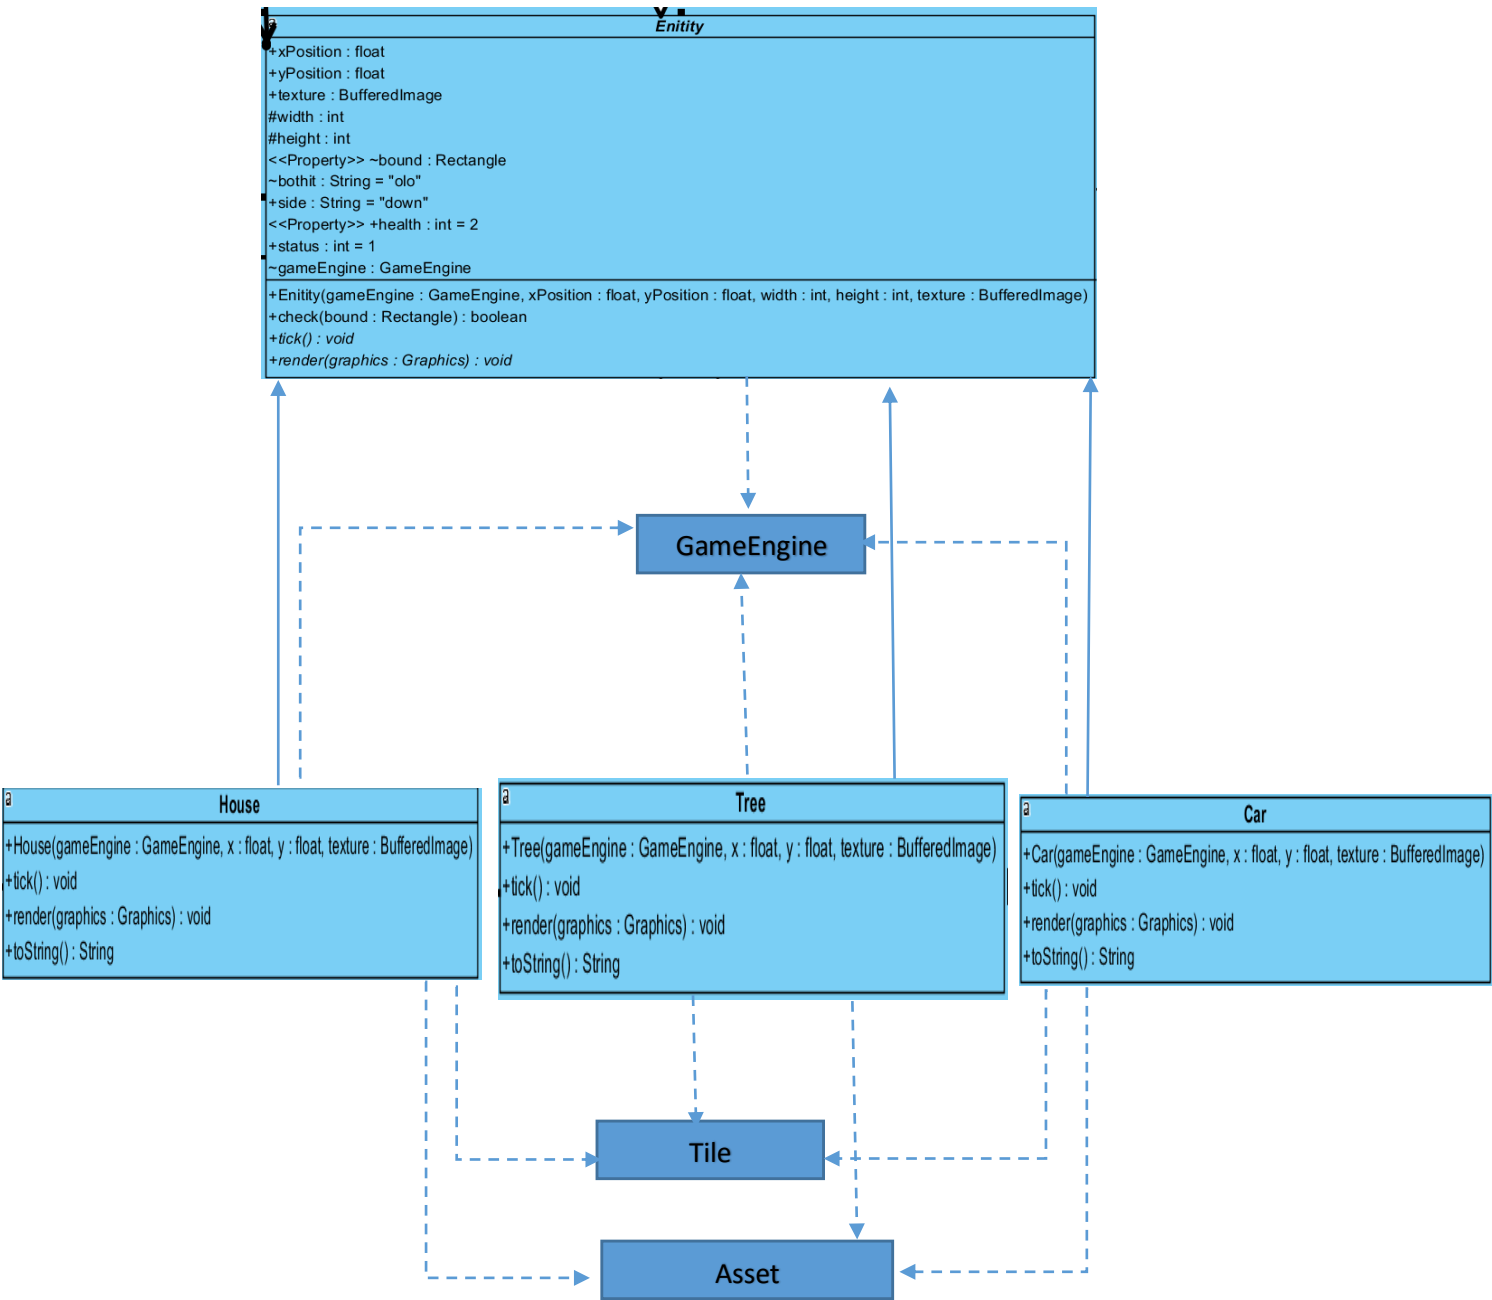 Enitity
+xPosition : float
+yPosition : float
+texture : BufferedImage
#width : int
#height : int
<<Property>> ~bound : Rectangle
~bothit : String = "olo"
+side : String = "down"
<<Property>> +health : int = 2
+status : int = 1
~gameEngine : GameEngine
+Enitity(gameEngine : GameEngine, xPosition : float, yPosition : float, width : int, height : int, texture : BufferedImage)
+check(bound : Rectangle) : boolean
+tick() : void
+render(graphics : Graphics) : void
GameEngine
a
House
+House(gameEngine : GameEngine, x : float, y : float, texture : BufferedImage)
+tick() : void
+render(graphics : Graphics) : void
+toString() : String
a
Tree
+Tree(gameEngine : GameEngine, x : float, y : float, texture : BufferedImage)
+tick() : void
+render(graphics : Graphics) : void
+toString() : String
a
Car
+Car(gameEngine : GameEngine, x : float, y : float, texture : BufferedImage)
+tick() : void
+render(graphics : Graphics) : void
+toString() : String
Tile
Asset